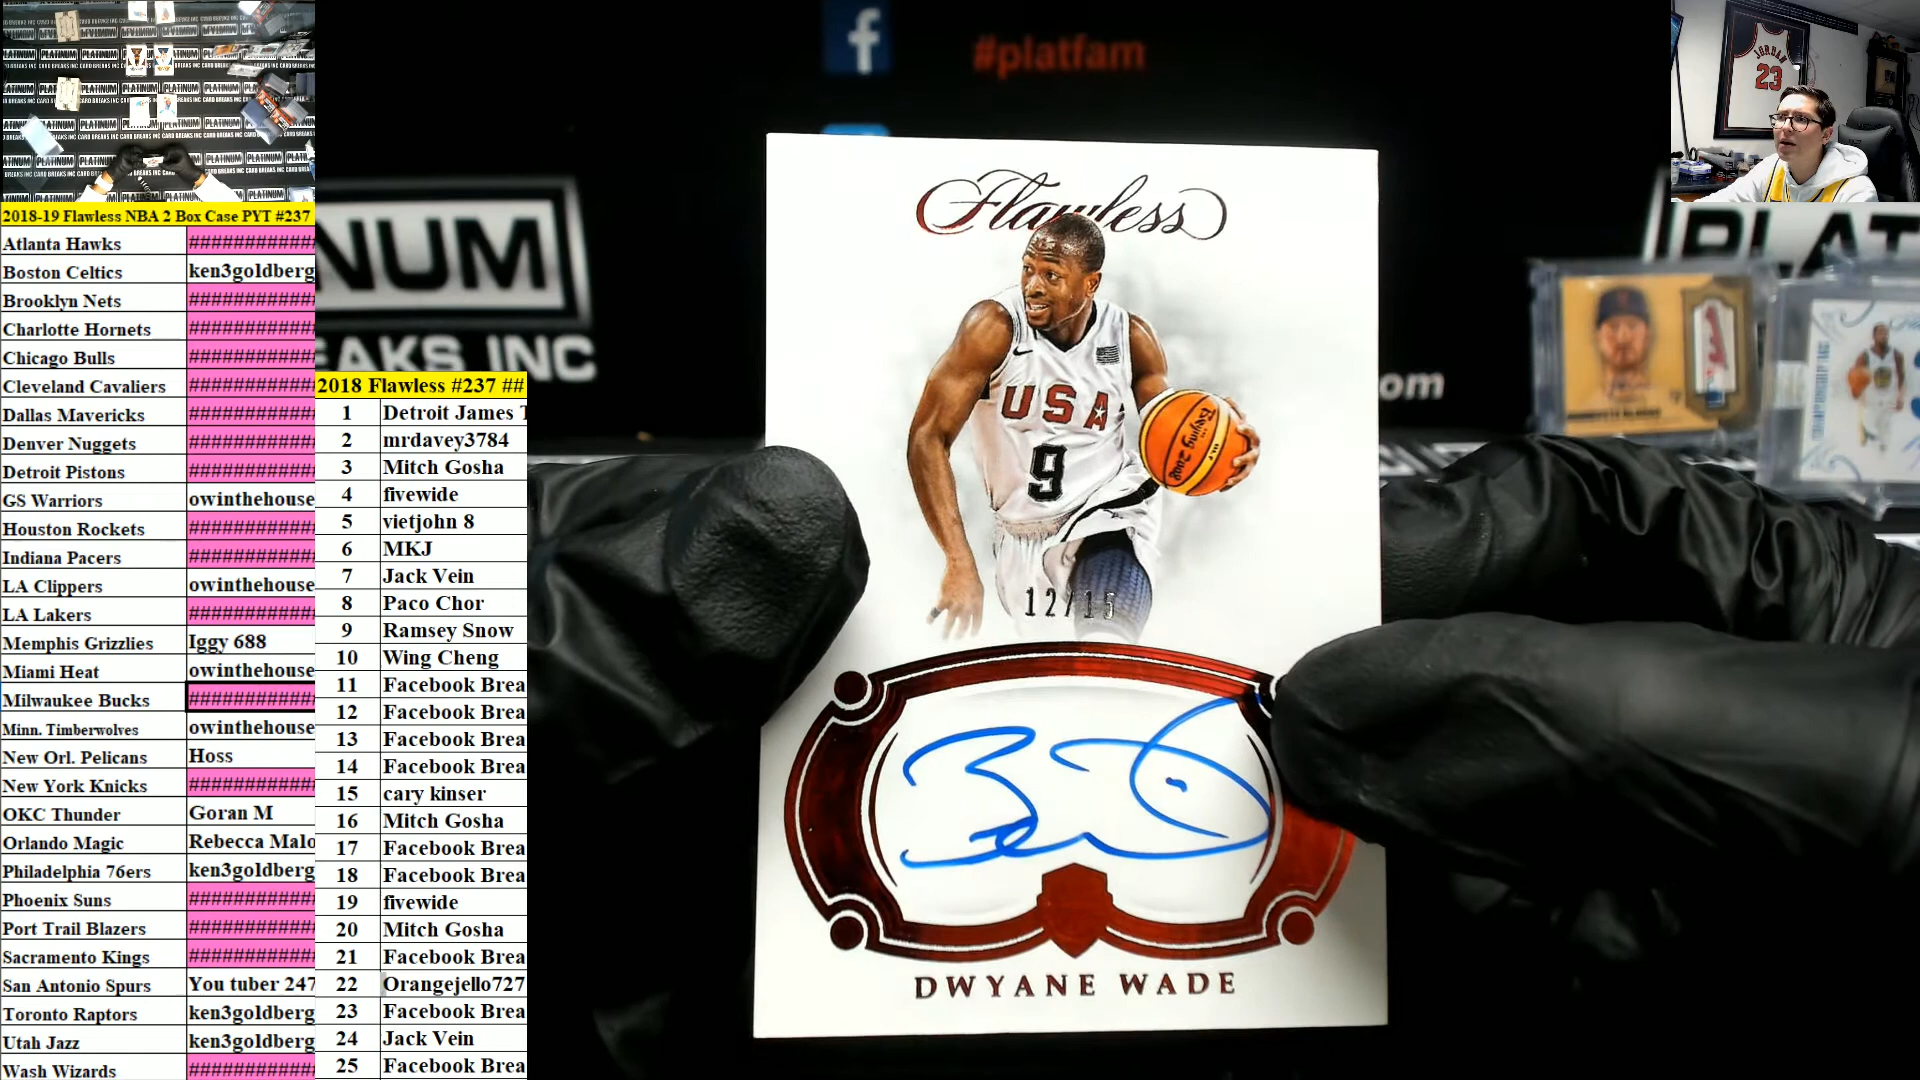 #platfam
JORDAN
23
2018-19 Flawless NBA 2 Box Case PYT #237
Atlanta Hawks ############
Boston Celtics ken3goldberg
Brooklyn Nets ############
Charlotte Hornets ############
Chicago Bulls ############
Cleveland Cavaliers ############
Dallas Mavericks ############
Denver Nuggets ############
Detroit Pistons ############
GS Warriors owinthehouse
Houston Rockets ############
Indiana Pacers ############
LA Clippers owinthehouse
LA Lakers ############
Memphis Grizzlies Iggy 688
Miami Heat owinthehouse
Milwaukee Bucks ############
Minn. Timberwolves owinthehouse
New Orl. Pelicans Hoss
New York Knicks ############
OKC Thunder Goran M
Orlando Magic Rebecca Malo
Philadelphia 76ers ken3goldberg
Phoenix Suns ############
Port Trail Blazers ############
Sacramento Kings ############
San Antonio Spurs You tuber 247
Toronto Raptors ken3goldberg
Utah Jazz ken3goldberg
Wash Wizards ############
2018 Flawless #237 ##
1 Detroit James T
2 mrdavey3784
3 Mitch Gosha
4 fivewide
5 vietjohn 8
6 MKJ
7 Jack Vein
8 Paco Chor
9 Ramsey Snow
10 Wing Cheng
11 Facebook Brea
12 Facebook Brea
13 Facebook Brea
14 Facebook Brea
15 cary kinser
16 Mitch Gosha
17 Facebook Brea
18 Facebook Brea
19 fivewide
20 Mitch Gosha
21 Facebook Brea
22 Orangejello727
23 Facebook Brea
24 Jack Vein
25 Facebook Brea
NUM
EAKS INC
Flawless
USA
9
Beijing 2008
12/15
DWYANE WADE
PLAT
com